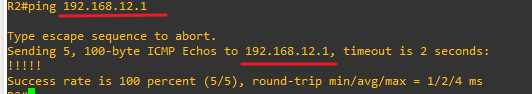 R2#ping 192.168.12.1
Type escape sequence to abort.
Sending 5, 100-byte ICMP Echos to 192.168.12.1, timeout is 2 seconds:
!!!!!
Success rate is 100 percent (5/5), round-trip min/avg/max = 1/2/4 ms
R2#